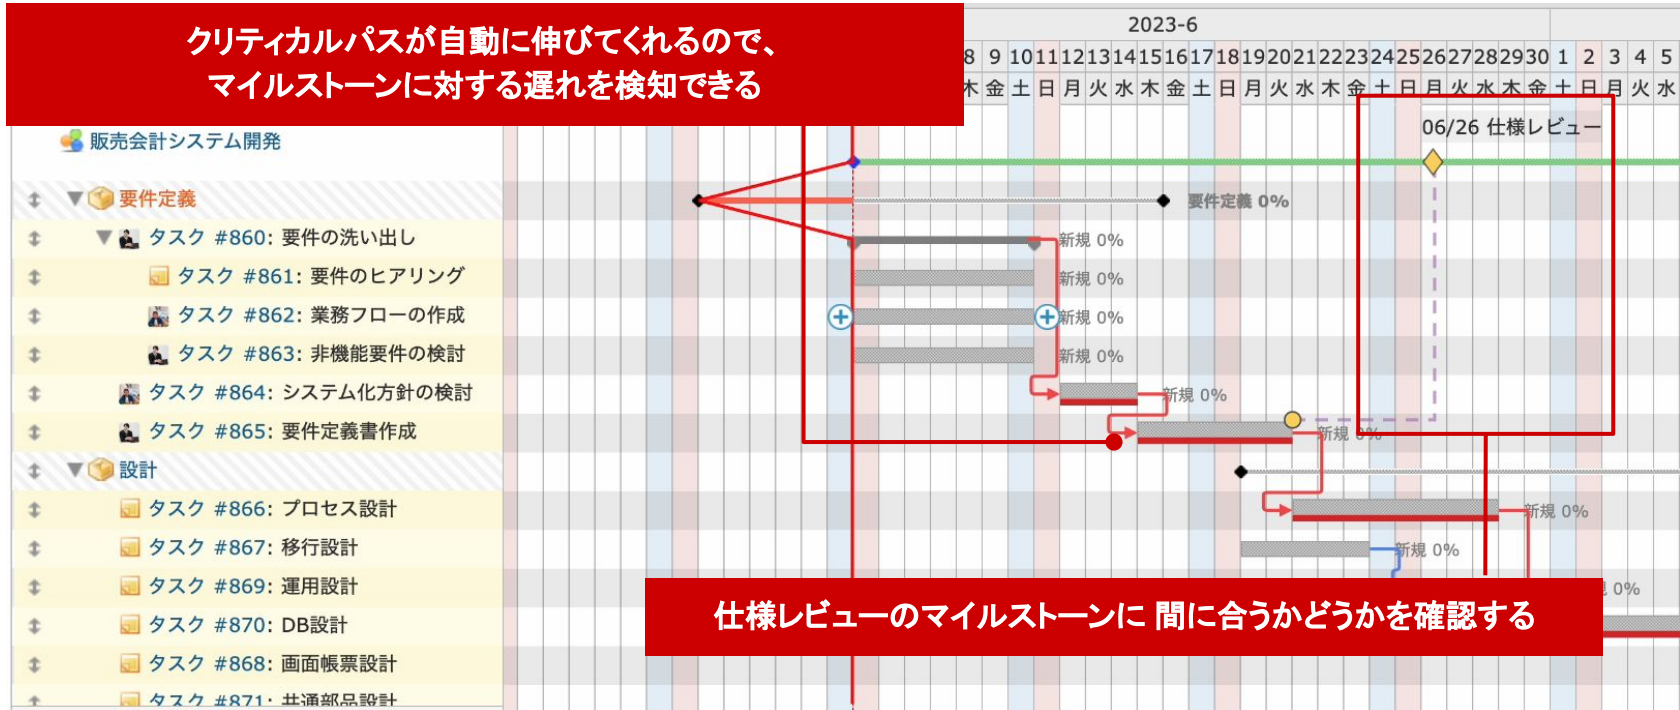 クリティカルパスが自動に伸びてくれるので、
マイルストーンに対する遅れを検知できる
2023-6
8 9 10 11 12 13 14 15 16 17 18 19 20 21 22 23 24 25 26 27 28 29 30 1 2 3 4 5
木 金 土 日 月 火 水 木 金 土 日 月 火 水 木 金 土 日 月 火 水 木 金 土 日 月 火 水
06/26 仕様レビュー
販売会計システム開発
要件定義
要件定義 0%
タスク #860: 要件の洗い出し
新規 0%
タスク #861: 要件のヒアリング
新規 0%
タスク #862: 業務フローの作成
新規 0%
タスク #863: 非機能要件の検討
新規 0%
タスク #864: システム化方針の検討
新規 0%
タスク #865: 要件定義書作成
新規 0%
設計
タスク #866: プロセス設計
新規 0%
タスク #867: 移行設計
新規 0%
タスク #869: 運用設計
0%
仕様レビューのマイルストーンに 間に合うかどうかを確認する
タスク #870: DB設計
タスク #868: 画面帳票設計
タスク #871: 共通部品設計